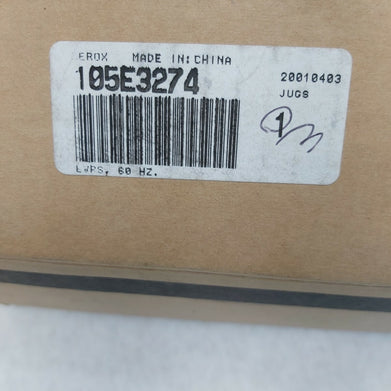 EROX MADE IN: CHINA
105E3274
20010403
JUGS
LVPS, 60 HZ.